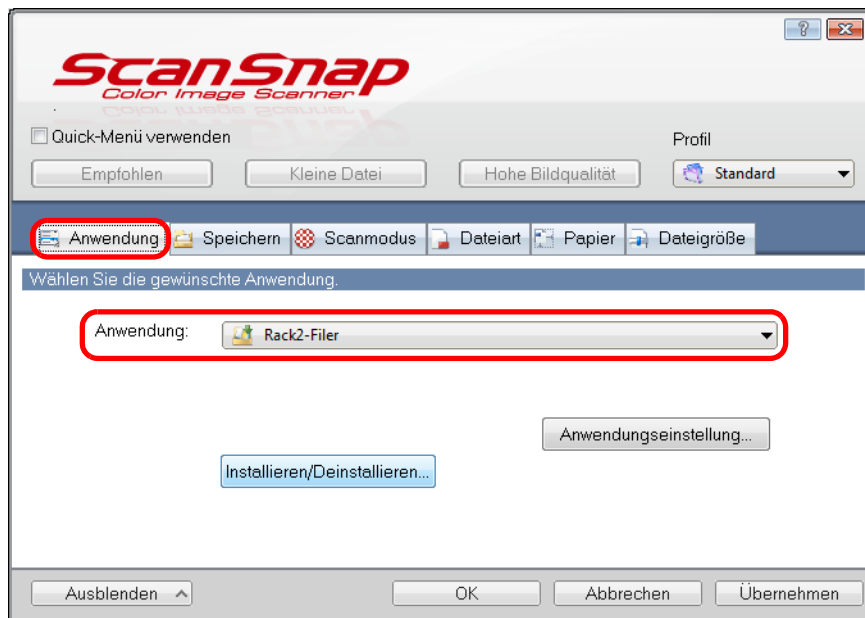 ScanSnap
Color Image Scanner
Quick-Menü verwenden
Profil
Empfohlen
Kleine Datei
Hohe Bildqualität
Standard
Anwendung
Speichern
Scanmodus
Dateiart
Papier
Dateigröße
Wählen Sie die gewünschte Anwendung.
Anwendung:
Rack2-Filer
Anwendungseinstellung...
Installieren/Deinstallieren...
Ausblenden
OK
Abbrechen
Übernehmen